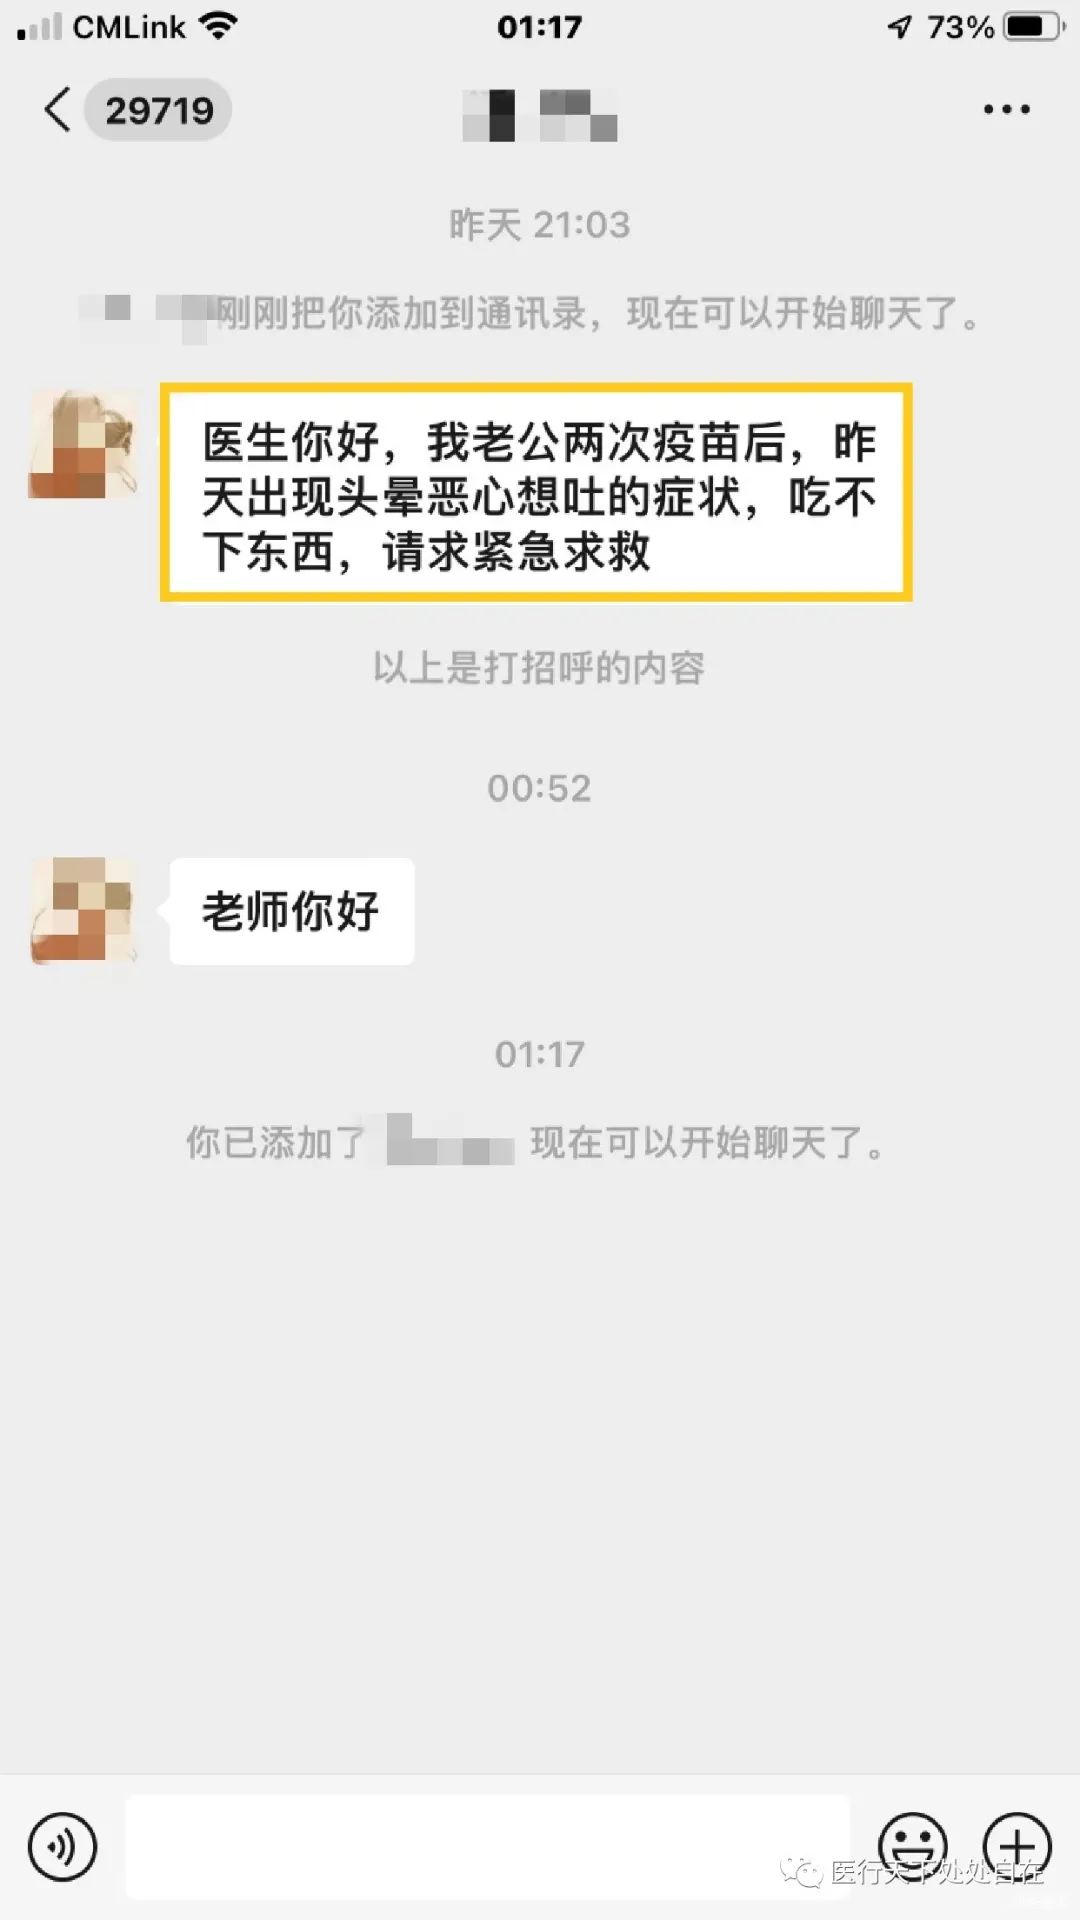 CMLink 01:17 73%
29719
昨天 21:03
刚刚把你添加到通讯录，现在可以开始聊天了。
医生你好，我老公两次疫苗后，昨
天出现头晕恶心想吐的症状，吃不
下东西，请求紧急求救
以上是打招呼的内容
00:52
老师你好
01:17
你已添加了 现在可以开始聊天了。
医行天下处处自在